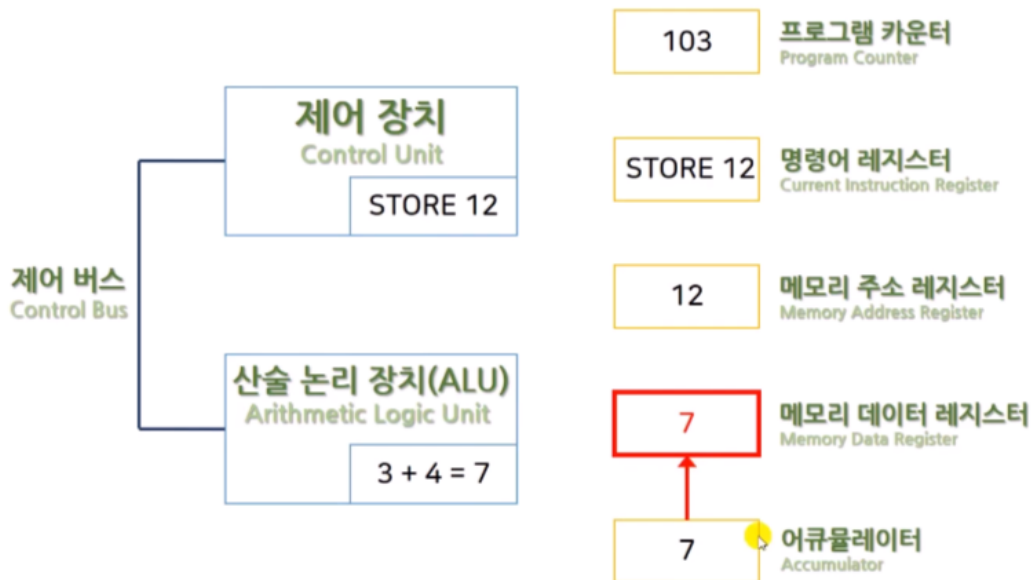 103
프로그램 카운터
Program Counter
제어 장치
Control Unit
STORE 12
STORE 12
명령어 레지스터
Current Instruction Register
제어 버스
Control Bus
12
메모리 주소 레지스터
Memory Address Register
산술 논리 장치(ALU)
Arithmetic Logic Unit
3 + 4 = 7
7
메모리 데이터 레지스터
Memory Data Register
7
어큐뮬레이터
Accumulator